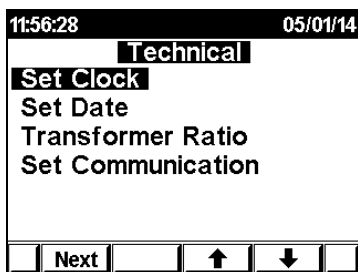 11:56:28 05/01/14
Technical
Set Clock
Set Date
Transformer Ratio
Set Communication
Next ↑ ↓